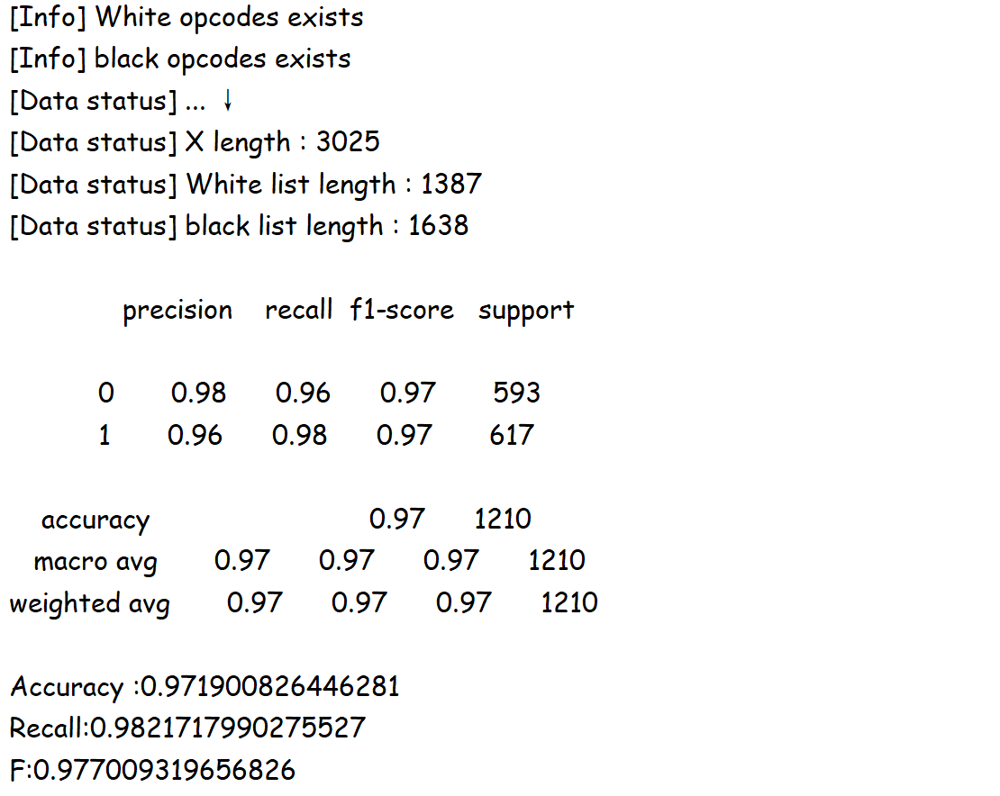 [Info] White opcodes exists
[Info] black opcodes exists
[Data status] ... ↓
[Data status] X length : 3025
[Data status] White list length : 1387
[Data status] black list length : 1638
precision recall f1-score support
0 0.98 0.96 0.97 593
1 0.96 0.98 0.97 617
accuracy 0.97 1210
macro avg 0.97 0.97 0.97 1210
weighted avg 0.97 0.97 0.97 1210
Accuracy :0.971900826446281
Recall:0.9821717990275527
F:0.977009319656826